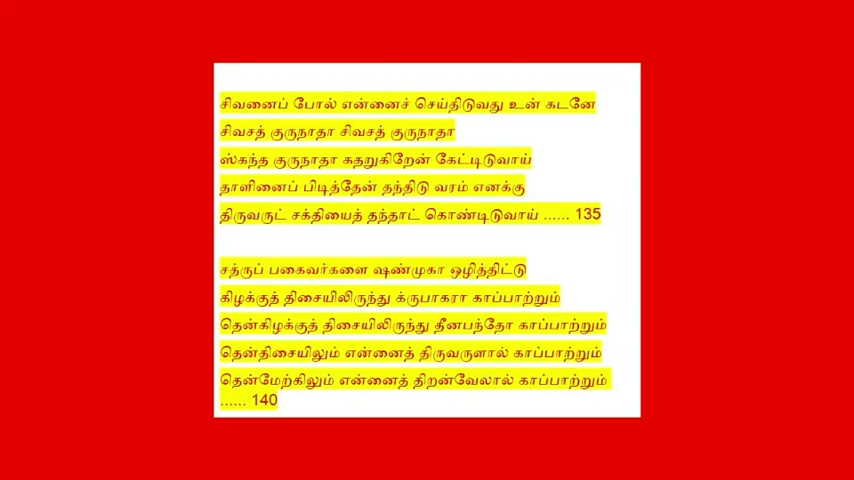 சிவனைப் போல் என்னைச் செய்திடுவது உன் கடனே
சிவசத் குருநாதா சிவசத் குருநாதா
ஸ்கந்த குருநாதா கதறுகிறேன் கேட்டிடுவாய்
தாளினைப் பிடித்தேன் தந்திடு வரம் எனக்கு
திருவருட் சக்தியைத் தந்தாட் கொண்டிடுவாய் ...... 135
சத்ருப் பகைவர்களை ஷண்முகா ஒழித்திட்டு
கிழக்குத் திசையிலிருந்து க்ருபாகரா காப்பாற்றும்
தென்கிழக்குத் திசையிலிருந்து தீனபந்தோ காப்பாற்றும்
தென்திசையிலும் என்னைத் திருவருளால் காப்பாற்றும்
தென்மேற்கிலும் என்னைத் திறன்வேலால் காப்பாற்றும்
...... 140